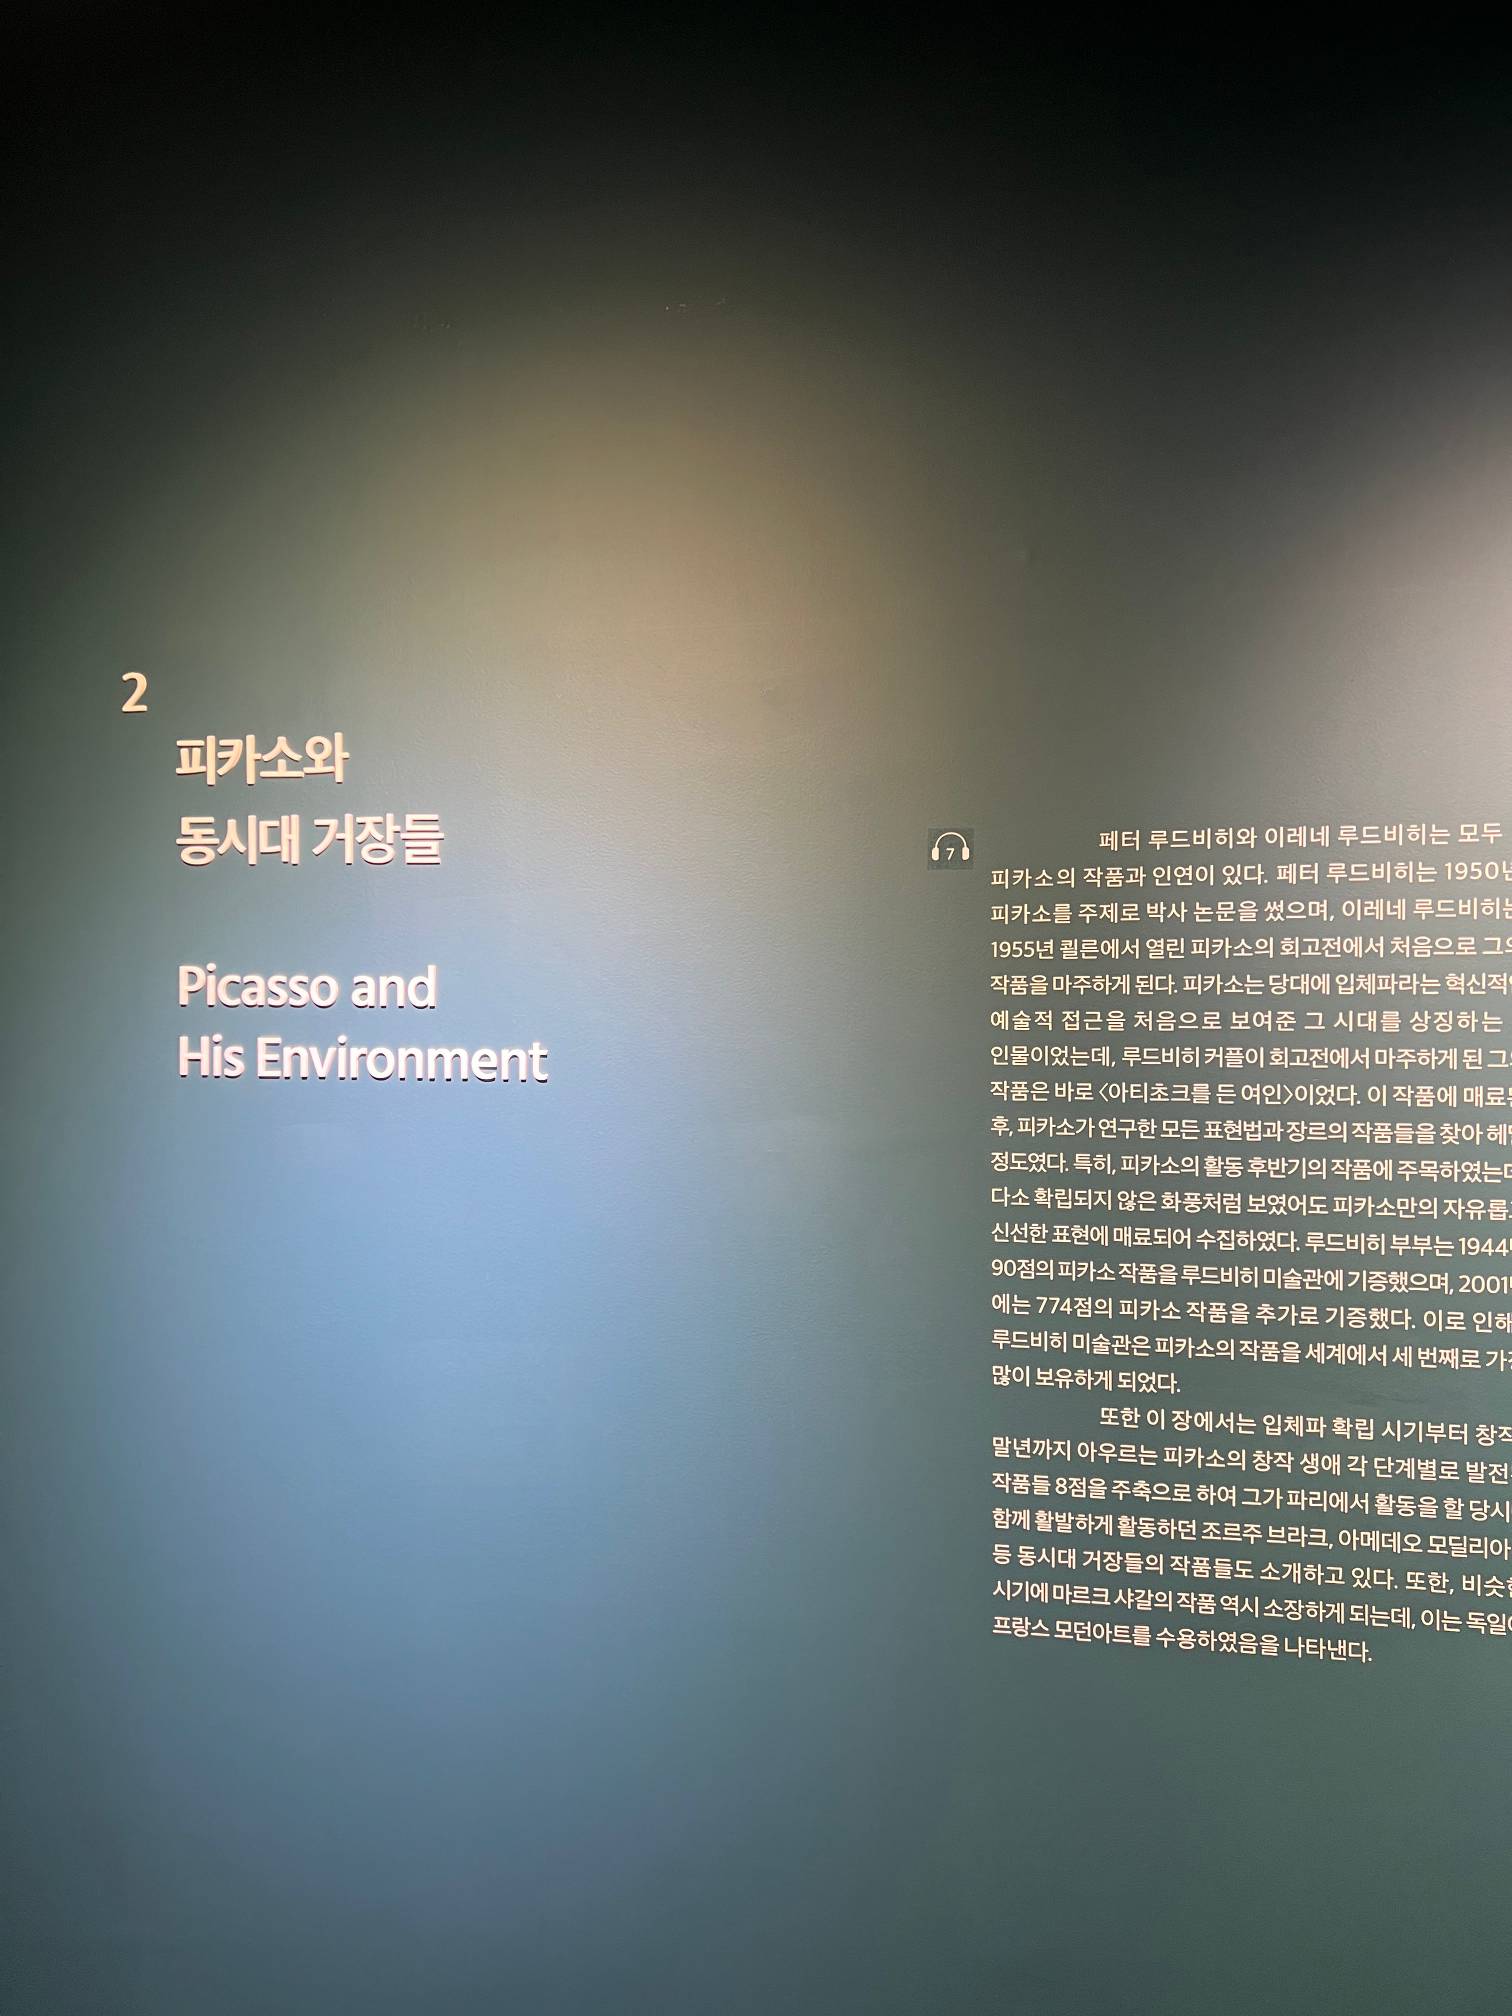 2
피카소와
동시대 거장들
Picasso and
His Environment
7
페터 루드비히와 이레네 루드비히는 모두
피카소의 작품과 인연이 있다. 페터 루드비히는 1950년
피카소를 주제로 박사 논문을 썼으며, 이레네 루드비히는
1955년 쾰른에서 열린 피카소의 회고전에서 처음으로
작품을 마주하게 된다. 피카소는 당대에 입체파라는
예술적 접근을 처음으로 보여준 그 시대를 상징하는
인물이었는데, 루드비히 커플이 회고전에서 마주하게 된
작품은 바로 〈아티초크를 든 여인〉이었다. 이 작품에
후, 피카소가 연구한 모든 표현법과 장르의 작품들을 찾아
정도였다. 특히, 피카소의 활동 후반기의 작품에
다소 확립되지 않은 화풍처럼 보였어도 피카소만의
신선한 표현에 매료되어 수집하였다. 루드비히 부부는
90점의 피카소 작품을 루드비히 미술관에 기증했으며,
에는 774점의 피카소 작품을 추가로 기증했다. 이로 인해
루드비히 미술관은 피카소의 작품을 세계에서 세 번째로
많이 보유하게 되었다.
또한 이 장에서는 입체파 확립 시기부터
말년까지 아우르는 피카소의 창작 생애 각 단계별로
작품들 8점을 주축으로 하여 그가 파리에서 활동을 할 당시
함께 활발하게 활동하던 조르주 브라크, 아메데오
등 동시대 거장들의 작품들도 소개하고 있다. 또한,
시기에 마르크 샤갈의 작품 역시 소장하게 되는데, 이는
프랑스 모던아트를 수용하였음을 나타낸다.